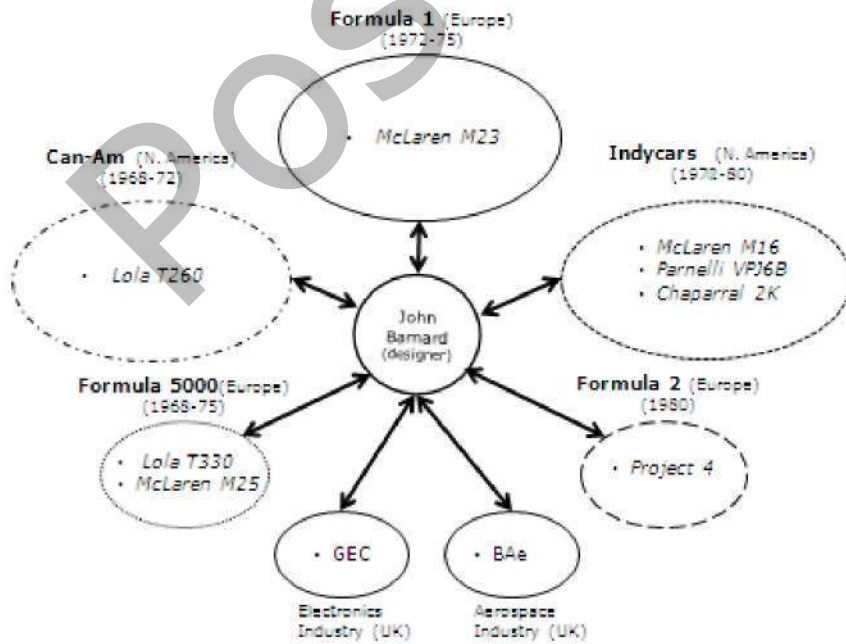 Formula 1 (Europe)
(1972-75)
• McLaren M23
Can-Am (N. America)
(1968-72)
• Lola T260
Indycars (N. America)
(1972-80)
• McLaren M16
• Parnelli VPJ6B
• Chaparral 2K
John
Barnard
(designer)
Formula 5000(Europe)
(1968-75)
• Lola T330
• McLaren M25
Formula 2 (Europe)
(1980)
• Project 4
• GEC
Electronics
Industry (UK)
• BAe
Aerospace
Industry (UK)
Pos